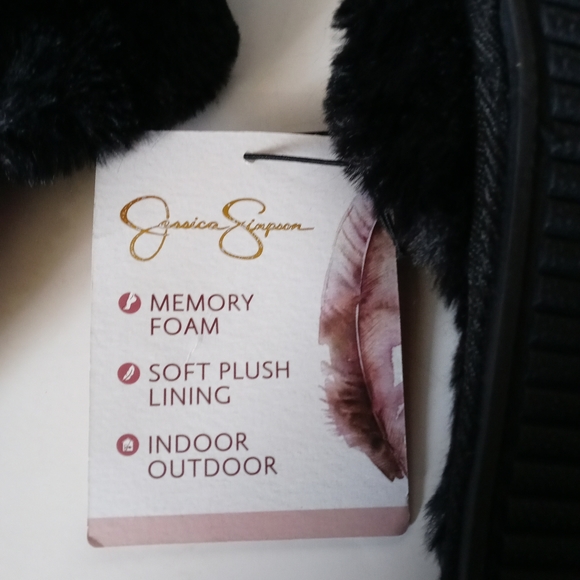 Jessica Simpson
MEMORY
FOAM
SOFT PLUSH
LINING
INDOOR
OUTDOOR